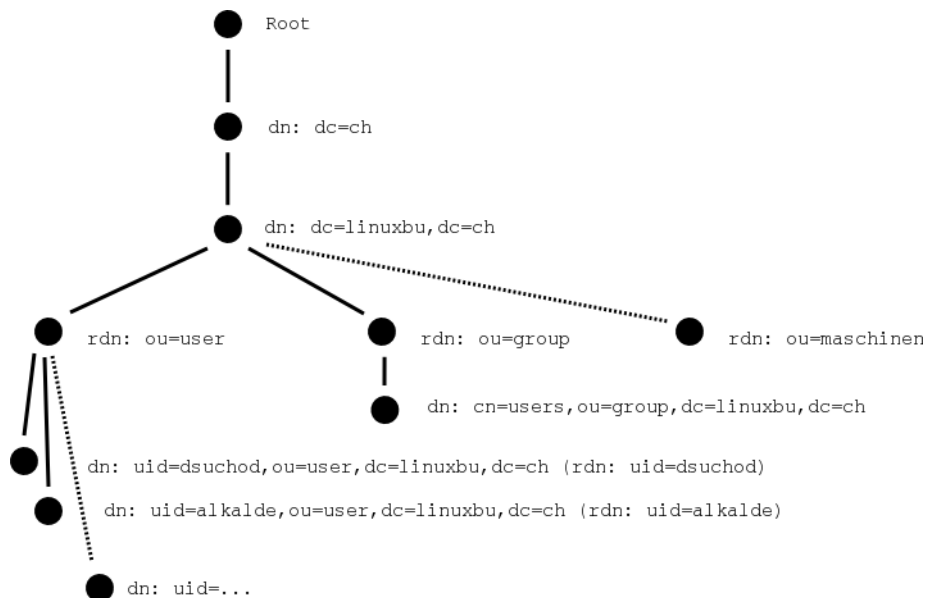 Root
dn: dc=ch
dn: dc=linuxbu,dc=ch
rdn: ou=user
rdn: ou=group
rdn: ou=maschinen
dn: cn=users,ou=group,dc=linuxbu,dc=ch
dn: uid=dsuchod,ou=user,dc=linuxbu,dc=ch (rdn: uid=dsuchod)
dn: uid=alkalde,ou=user,dc=linuxbu,dc=ch (rdn: uid=alkalde)
dn: uid=...